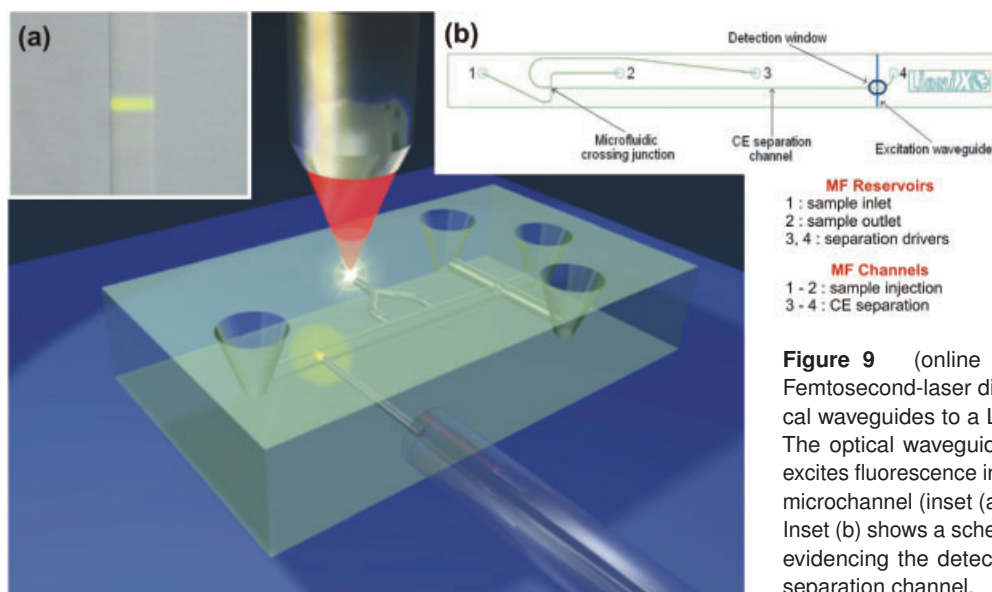 (a)
(b)
Detection window
1
2
3
4
LioniX
Microfluidic
crossing junction
CE separation
channel
Excitation waveguide
MF Reservoirs
1 : sample inlet
2 : sample outlet
3, 4 : separation drivers
MF Channels
1 - 2 : sample injection
3 - 4 : CE separation
Figure 9 (online
Femtosecond-laser di
cal waveguides to a L
The optical waveguid
excites fluorescence in
microchannel (inset (a
Inset (b) shows a sche
evidencing the detec
separation channel.